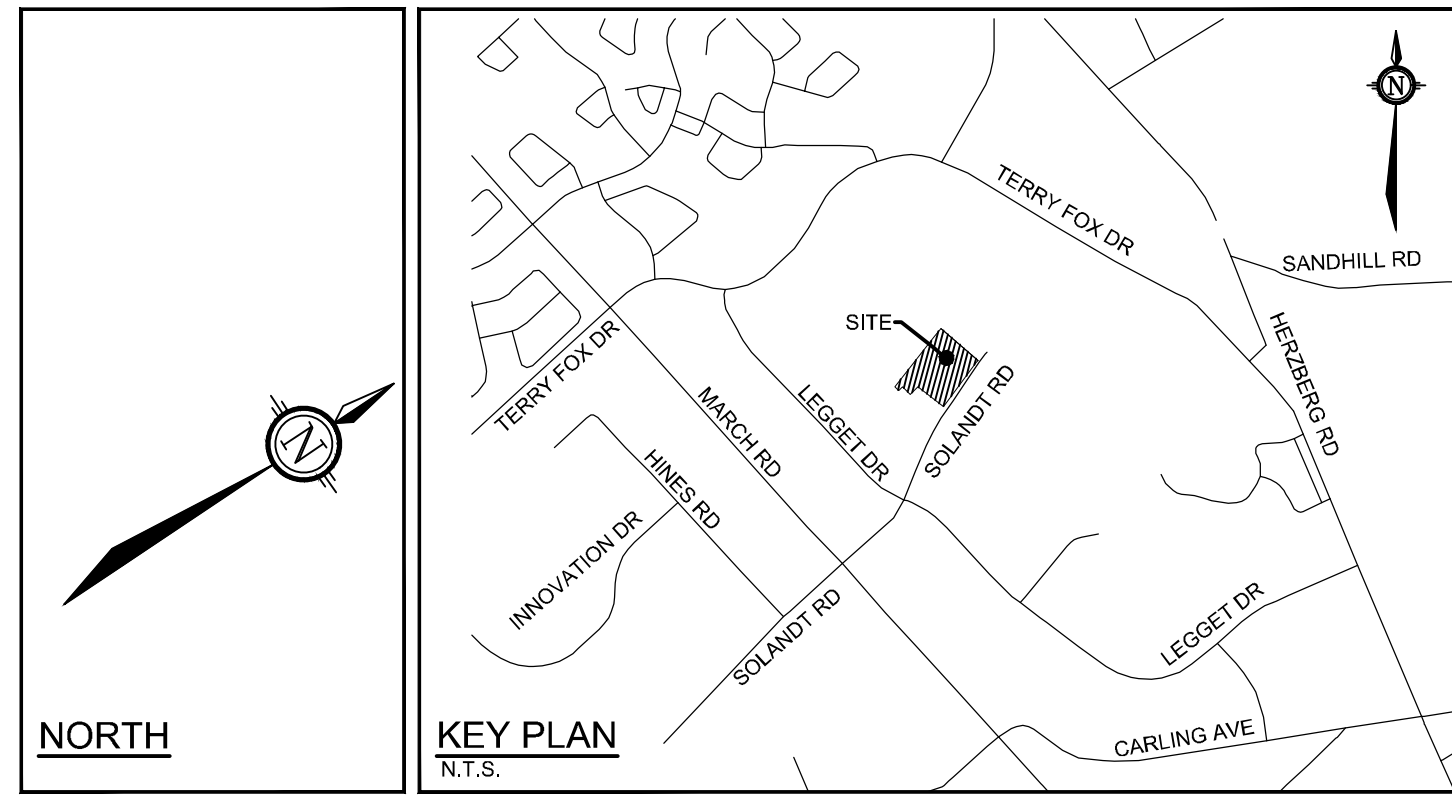 N
NORTH
N
TERRY FOX DR
SANDHILL RD
SITE
HERZBERG RD
TERRY FOX DR
MARCH RD
LEGGET DR
SOLANDT RD
HINES RD
INNOVATION DR
SOLANDT RD
LEGGET DR
CARLING AVE
KEY PLAN
N.T.S.